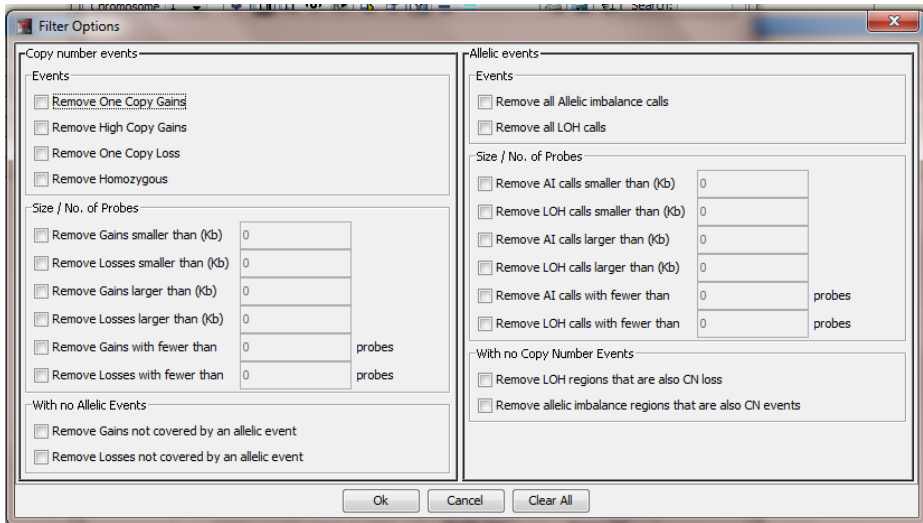 Chromosome 1
Search:
Filter Options
Copy number events
Events
Remove One Copy Gains
Remove High Copy Gains
Remove One Copy Loss
Remove Homozygous
Size / No. of Probes
Remove Gains smaller than (Kb) 0
Remove Losses smaller than (Kb) 0
Remove Gains larger than (Kb) 0
Remove Losses larger than (Kb) 0
Remove Gains with fewer than 0 probes
Remove Losses with fewer than 0 probes
With no Allelic Events
Remove Gains not covered by an allelic event
Remove Losses not covered by an allelic event
Allelic events
Events
Remove all Allelic imbalance calls
Remove all LOH calls
Size / No. of Probes
Remove AI calls smaller than (Kb) 0
Remove LOH calls smaller than (Kb) 0
Remove AI calls larger than (Kb) 0
Remove LOH calls larger than (Kb) 0
Remove AI calls with fewer than 0 probes
Remove LOH calls with fewer than 0 probes
With no Copy Number Events
Remove LOH regions that are also CN loss
Remove allelic imbalance regions that are also CN events
Ok Cancel Clear All